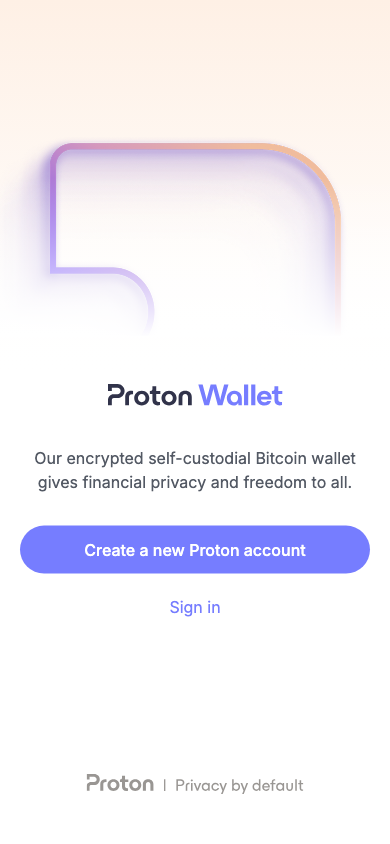 Proton Wallet
Our encrypted self-custodial Bitcoin wallet
gives financial privacy and freedom to all.
Create a new Proton account
Sign in
Proton | Privacy by default